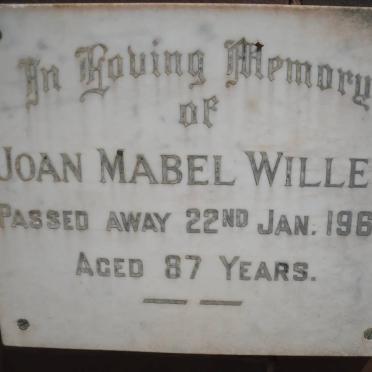 In Loving Memory
of
JOAN MABEL WILLE
PASSED AWAY 22ND JAN. 196
AGED 87 YEARS.